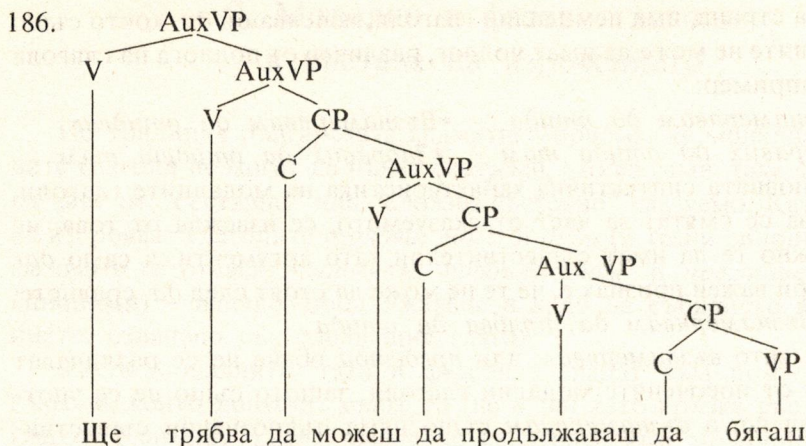 186. AuxVP
V AuxVP
V CP
C AuxVP
V CP
C Aux VP
V CP
C VP
Ще трябва да можеш да продължаваш да бягаш